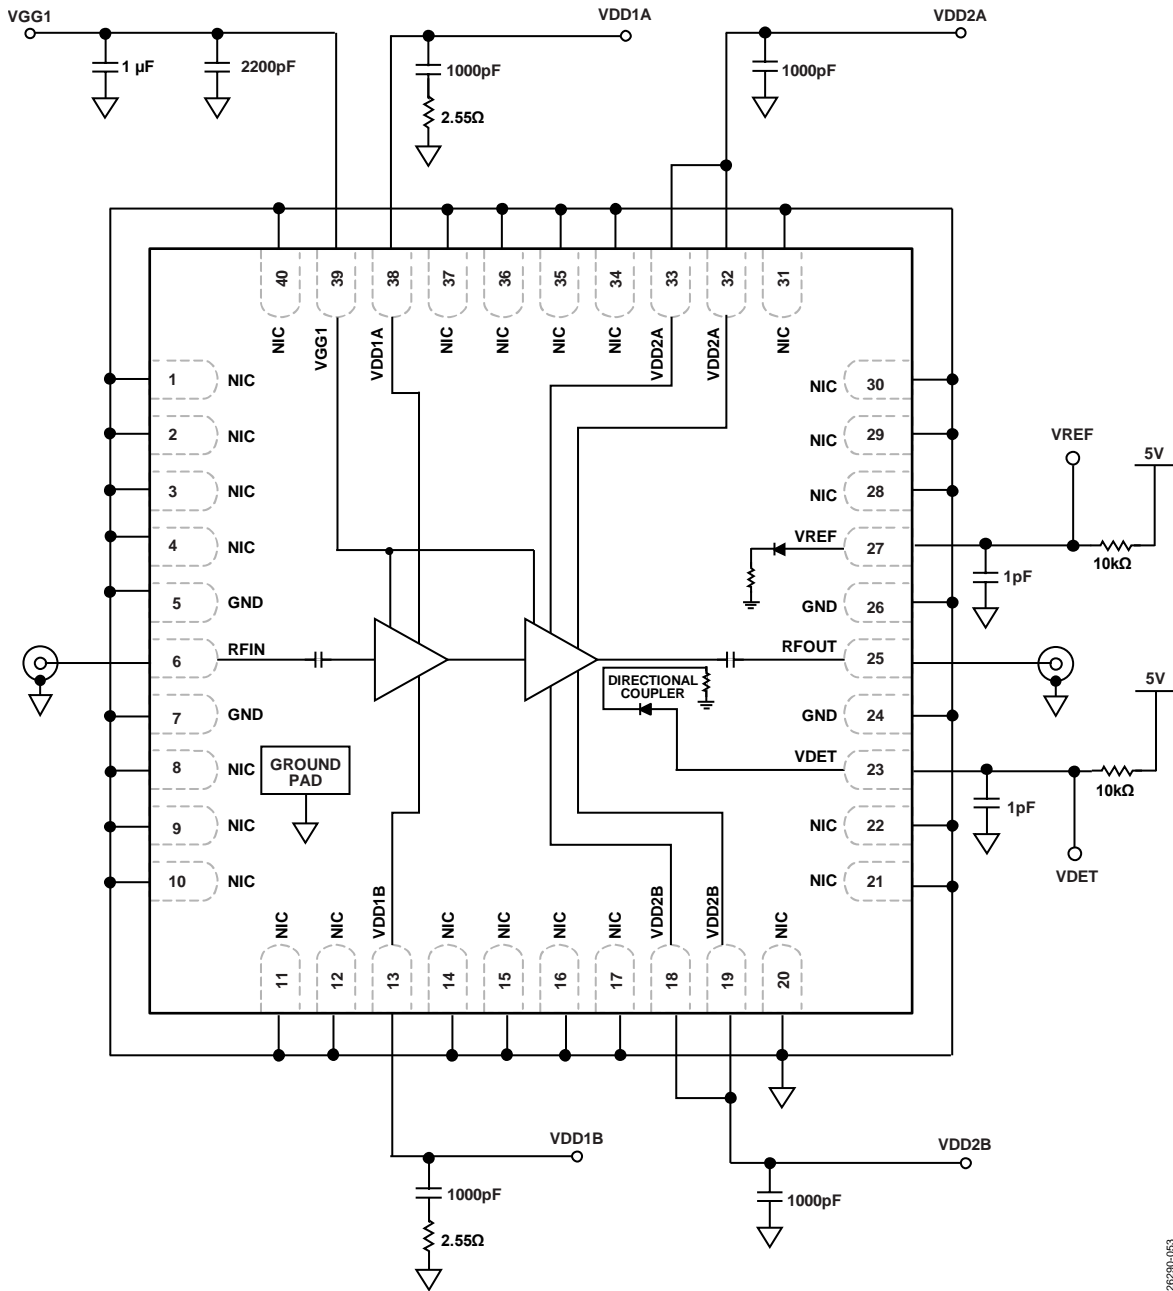 VGG1
VDD1A
VDD2A
1 µF
2200pF
1000pF
2.55Ω
1000pF
40
39
38
37
36
35
34
33
32
31
NIC
VGG1
VDD1A
NIC
NIC
NIC
NIC
VDD2A
VDD2A
NIC
1
NIC
2
NIC
3
NIC
4
NIC
5
GND
6
RFIN
7
GND
8
NIC
9
NIC
10
NIC
GROUND
PAD
DIRECTIONAL
COUPLER
NIC
30
NIC
29
NIC
28
VREF
27
GND
26
RFOUT
25
GND
24
VDET
23
NIC
22
NIC
21
VREF
5V
10kΩ
1pF
5V
10kΩ
1pF
VDET
NIC
NIC
VDD1B
NIC
NIC
NIC
NIC
VDD2B
VDD2B
NIC
11
12
13
14
15
16
17
18
19
20
VDD1B
VDD2B
1000pF
2.55Ω
1000pF
26290-053